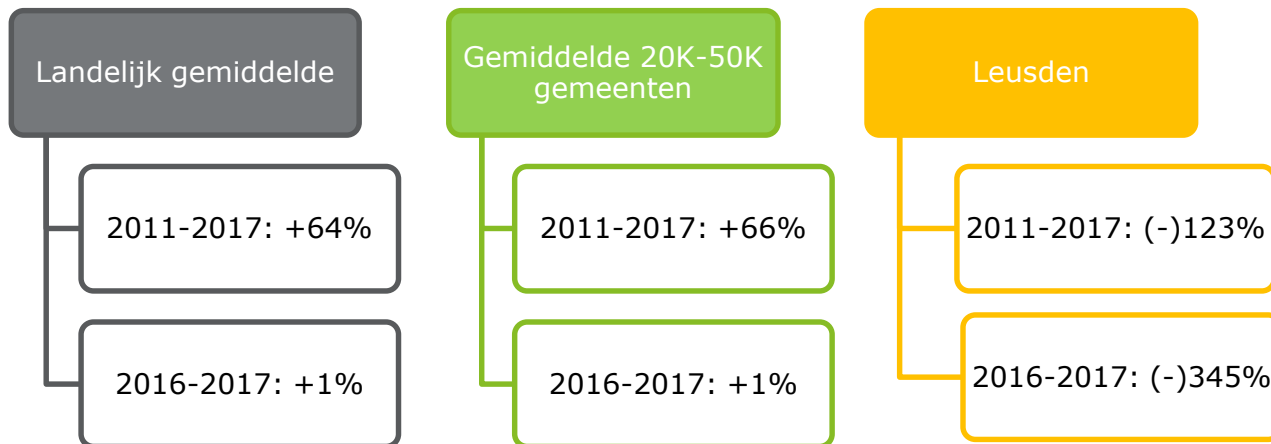 Landelijk gemiddelde
2011-2017: +64%
2016-2017: +1%
Gemiddelde 20K-50K
gemeenten
2011-2017: +66%
2016-2017: +1%
Leusden
2011-2017: (-)123%
2016-2017: (-)345%